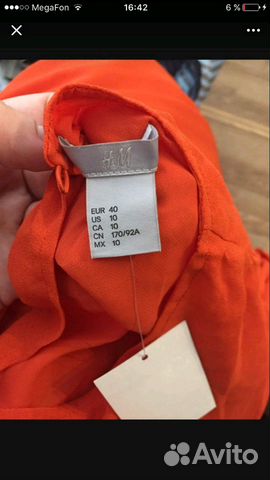 MegaFon 16:42 6 %
H&M
EUR 40
US 10
CA 10
CN 170/92A
MX 10
Avito